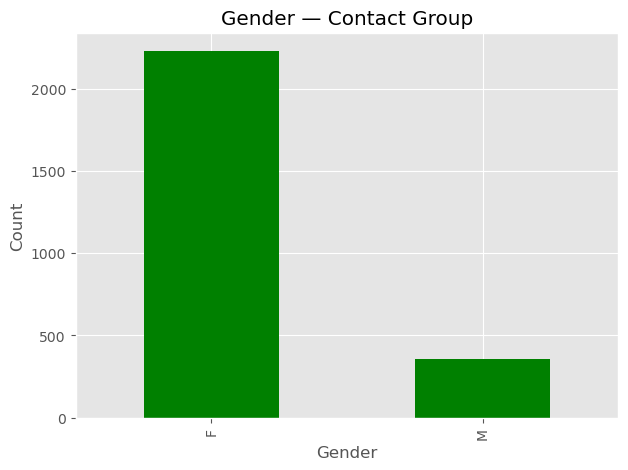 Gender — Contact Group
2000
1500
1000
500
0
Count
F
M
Gender